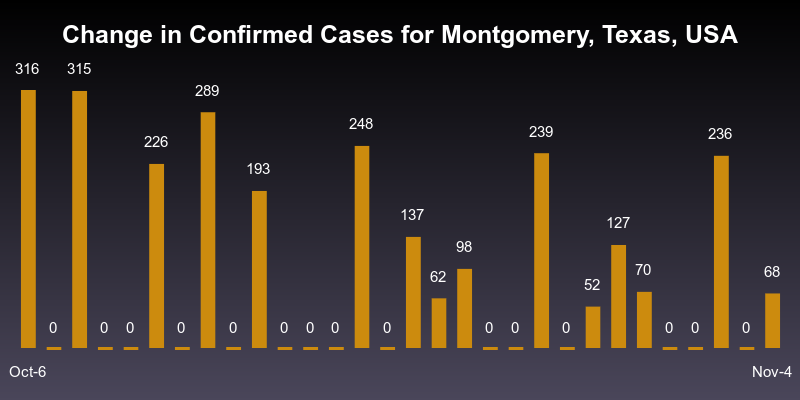 Change in Confirmed Cases for Montgomery, Texas, USA
316 0 315 0 0 226 0 289 0 193 0 0 0 248 0 137 62 98 0 0 239 0 52 127 70 0 0 236 0 68
Oct-6 Nov-4